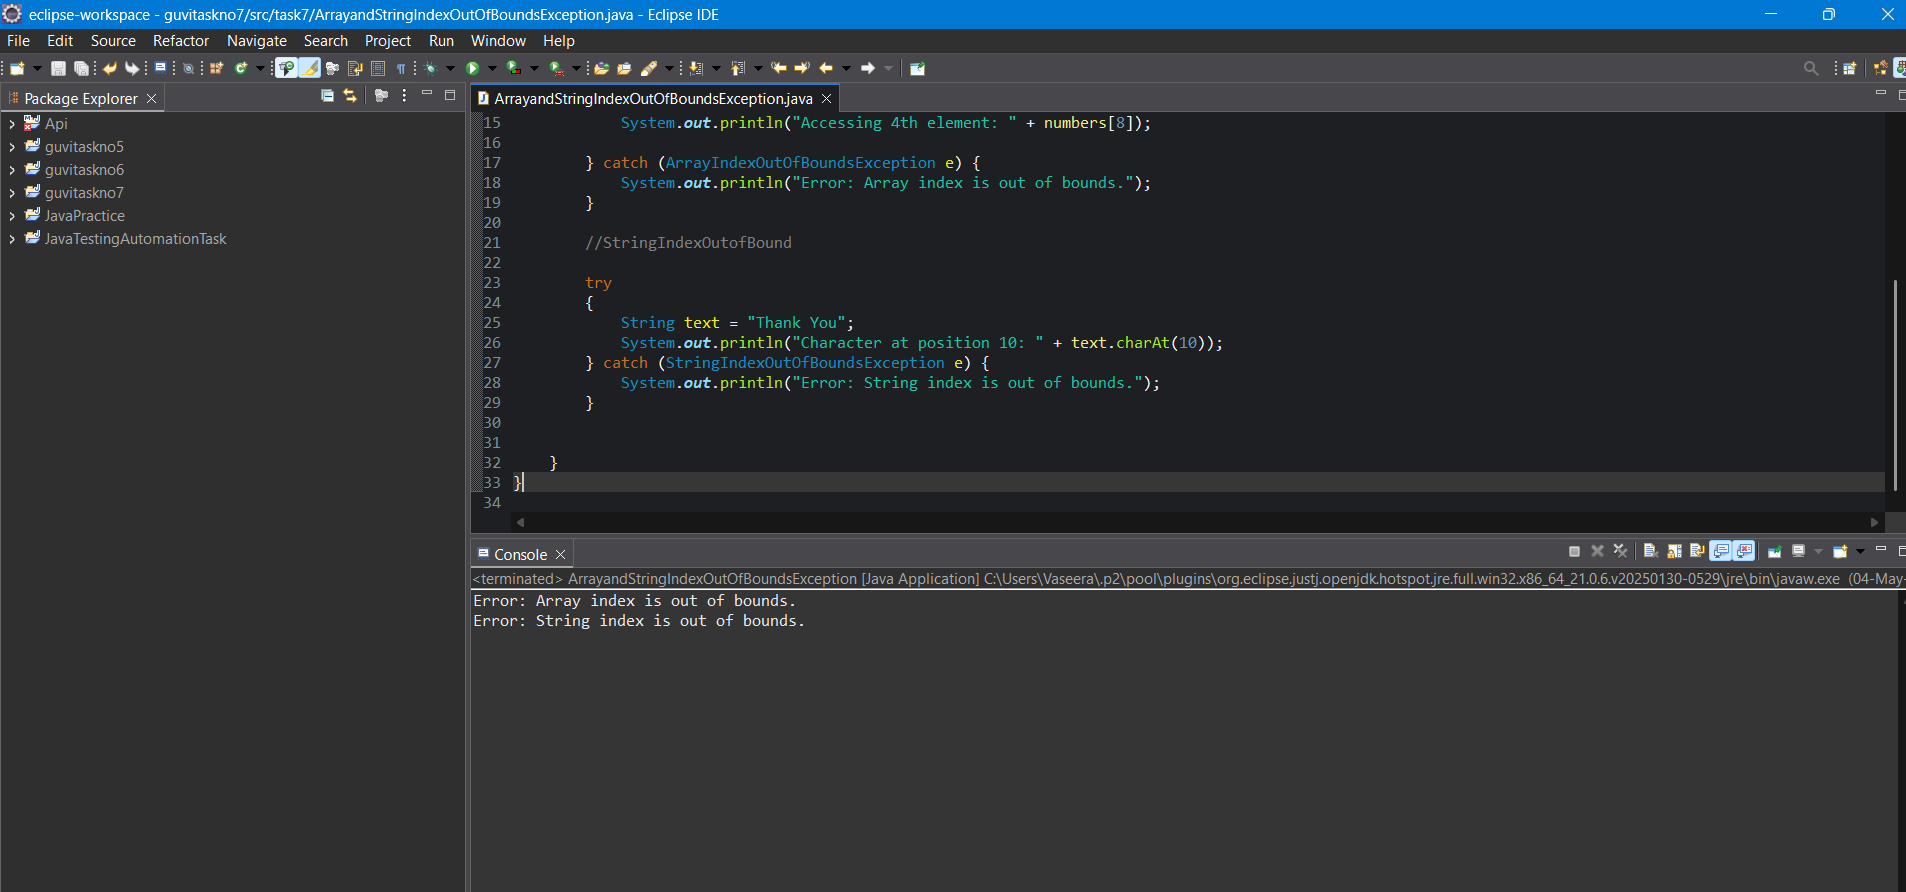 eclipse-workspace - guvitaskno7/src/task7/ArrayandStringIndexOutOfBoundsException.java - Eclipse IDE
File Edit Source Refactor Navigate Search Project Run Window Help
Package Explorer
Api
guvitaskno5
guvitaskno6
guvitaskno7
JavaPractice
JavaTestingAutomationTask
ArrayandStringIndexOutOfBoundsException.java
15 System.out.println("Accessing 4th element: " + numbers[8]);
16
17 } catch (ArrayIndexOutOfBoundsException e) {
18 System.out.println("Error: Array index is out of bounds.");
19 }
20
21 //StringIndexOutofBound
22
23 try
24 {
25 String text = "Thank You";
26 System.out.println("Character at position 10: " + text.charAt(10));
27 } catch (StringIndexOutOfBoundsException e) {
28 System.out.println("Error: String index is out of bounds.");
29 }
30
31
32 }
33 }
34
Console
<terminated> ArrayandStringIndexOutOfBoundsException [Java Application] C:\Users\Vaseera\.p2\pool\plugins\org.eclipse.justj.openjdk.hotspot.jre.full.win32.x86_64_21.0.6.v20250130-0529\jre\bin\javaw.exe (04-May-
Error: Array index is out of bounds.
Error: String index is out of bounds.